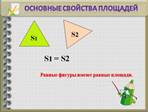 ОСНОВНЫЕ СВОЙСТВА ПЛОЩАДЕЙ
S1
S2
S1 = S2
Равные фигуры имеют равные площади.